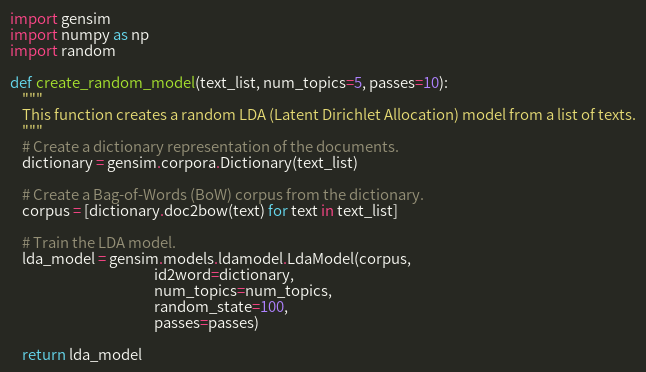 import gensim
import numpy as np
import random

def create_random_model(text_list, num_topics=5, passes=10):
    """
    This function creates a random LDA (Latent Dirichlet Allocation) model from a list of texts.
    """
    # Create a dictionary representation of the documents.
    dictionary = gensim.corpora.Dictionary(text_list)

    # Create a Bag-of-Words (BoW) corpus from the dictionary.
    corpus = [dictionary.doc2bow(text) for text in text_list]

    # Train the LDA model.
    lda_model = gensim.models.ldamodel.LdaModel(corpus,
                                                id2word=dictionary,
                                                num_topics=num_topics,
                                                random_state=100,
                                                passes=passes)

    return lda_model